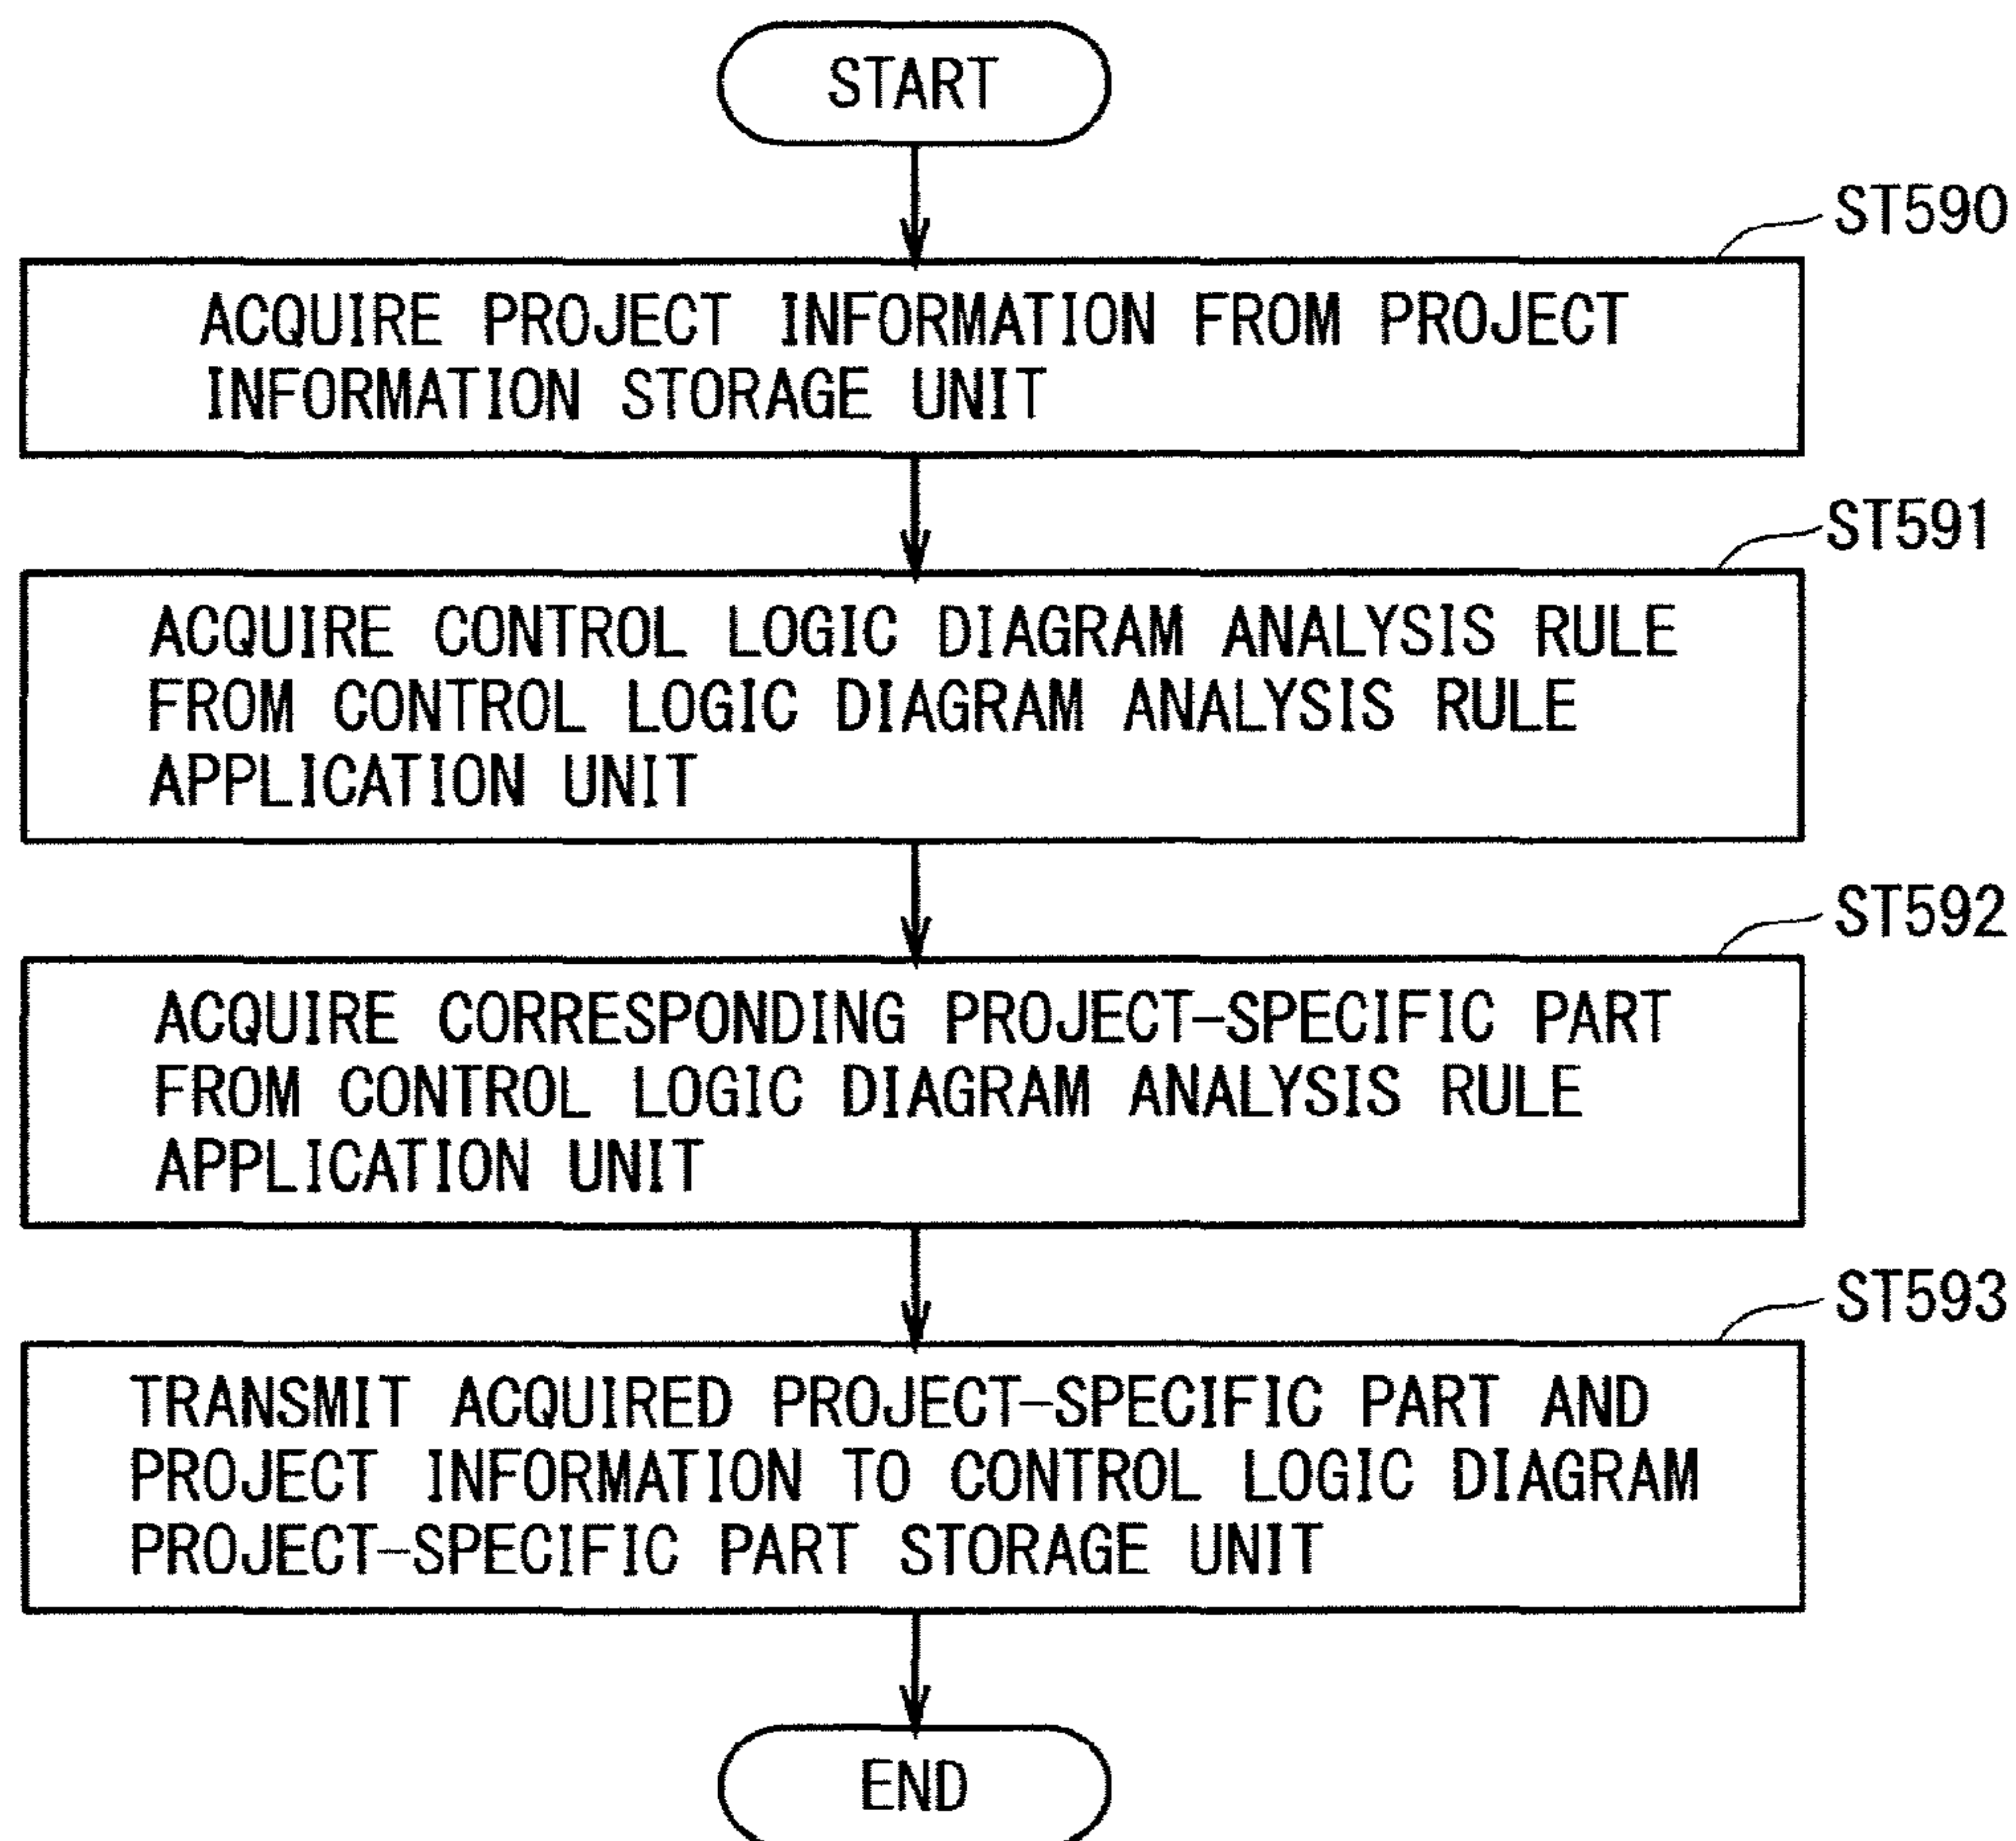 START
ST590
ACQUIRE PROJECT INFORMATION FROM PROJECT
INFORMATION STORAGE UNIT
ST591
ACQUIRE CONTROL LOGIC DIAGRAM ANALYSIS RULE
FROM CONTROL LOGIC DIAGRAM ANALYSIS RULE
APPLICATION UNIT
ST592
ACQUIRE CORRESPONDING PROJECT-SPECIFIC PART
FROM CONTROL LOGIC DIAGRAM ANALYSIS RULE
APPLICATION UNIT
ST593
TRANSMIT ACQUIRED PROJECT-SPECIFIC PART AND
PROJECT INFORMATION TO CONTROL LOGIC DIAGRAM
PROJECT-SPECIFIC PART STORAGE UNIT
END